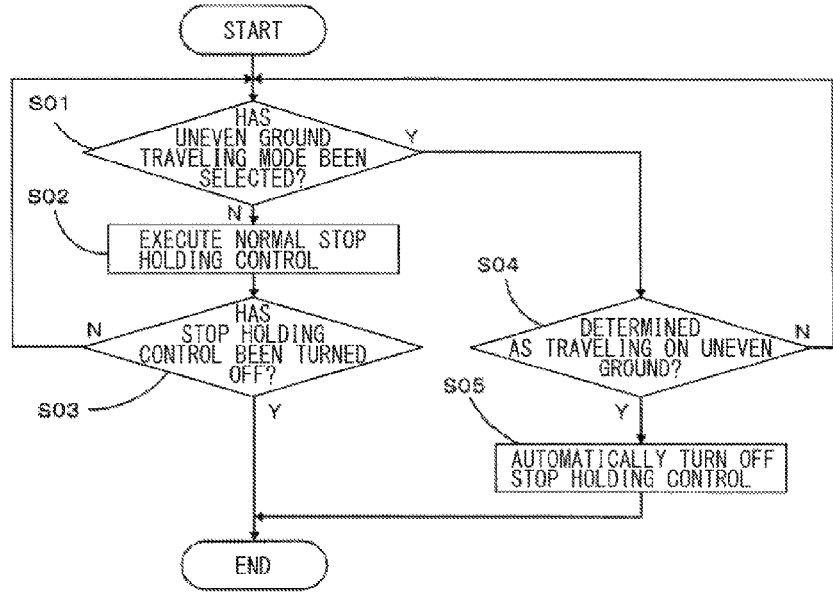 START
S01
HAS
UNEVEN GROUND
TRAVELING MODE BEEN
SELECTED?
Y
N
S02
EXECUTE NORMAL STOP
HOLDING CONTROL
S03
HAS
STOP HOLDING
CONTROL BEEN TURNED
OFF?
N
Y
S04
DETERMINED
AS TRAVELING ON UNEVEN
GROUND?
N
Y
S05
AUTOMATICALLY TURN OFF
STOP HOLDING CONTROL
END